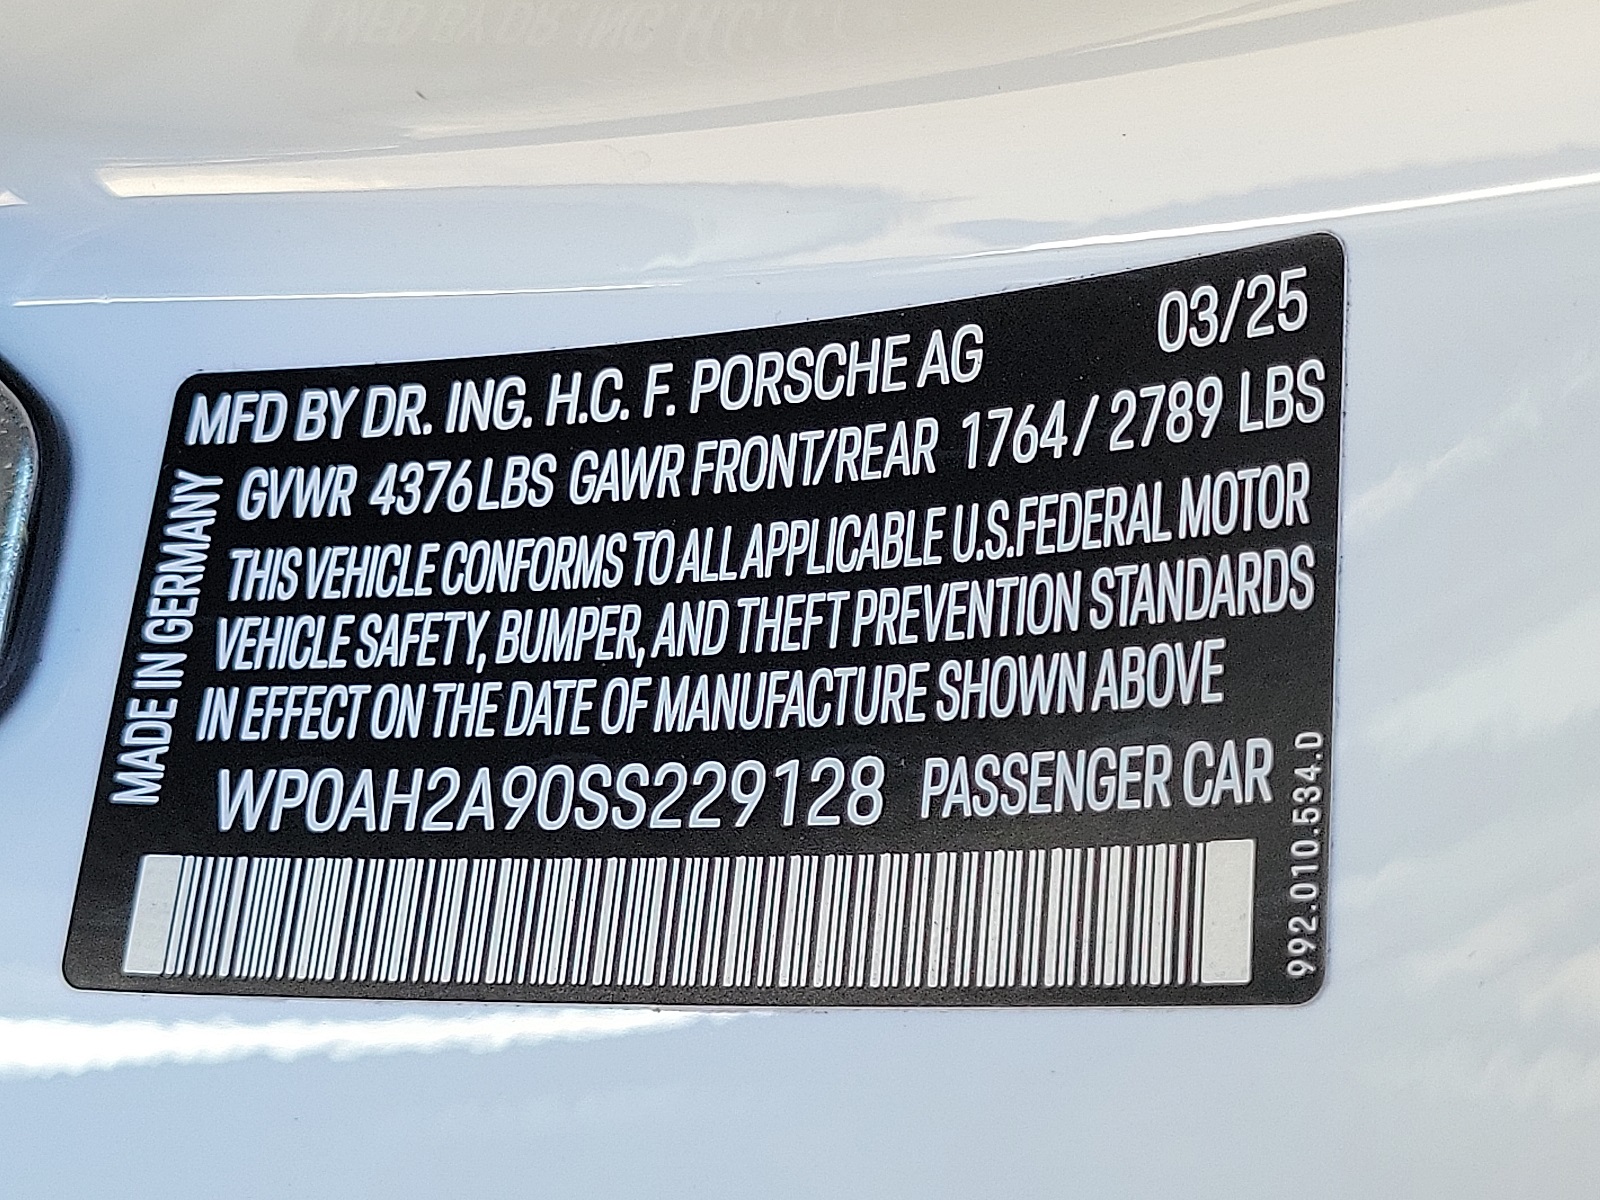 MFD BY DR. ING. H.C. F. PORSCHE AG 03/25
GVWR 4376 LBS GAWR FRONT/REAR 1764 / 2789 LBS
THIS VEHICLE CONFORMS TO ALL APPLICABLE U.S. FEDERAL MOTOR
VEHICLE SAFETY, BUMPER, AND THEFT PREVENTION STANDARDS
IN EFFECT ON THE DATE OF MANUFACTURE SHOWN ABOVE
WP0AH2A90SS229128 PASSENGER CAR
MADE IN GERMANY
992.010.534.D